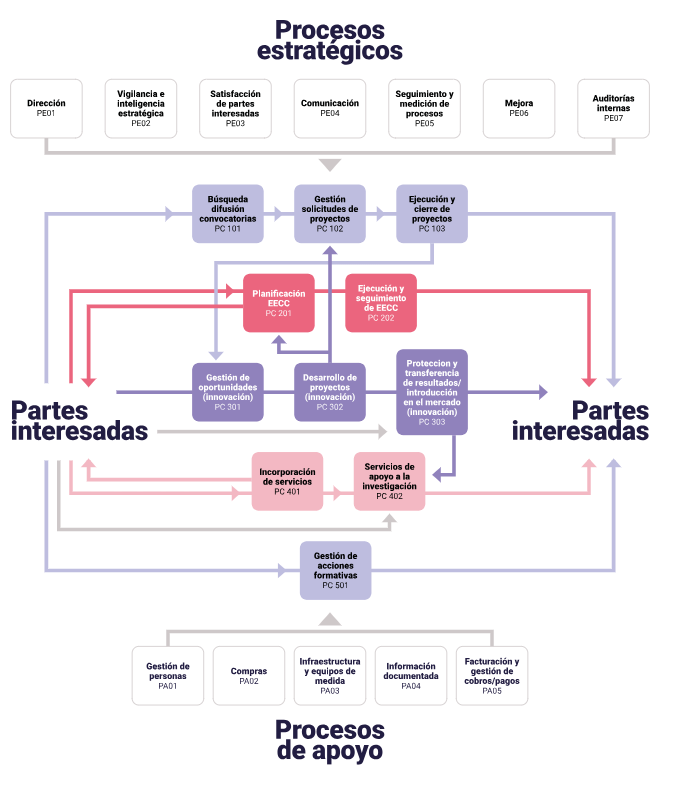 Procesos
estratégicos
Dirección
PE01
Vigilancia e
inteligencia
estratégica
PE02
Satisfacción
de partes
interesadas
PE03
Comunicación
PE04
Seguimiento y
medición de
procesos
PE05
Mejora
PE06
Auditorías
internas
PE07
Búsqueda
difusión
convocatorias
PC 101
Gestión
solicitudes de
proyectos
PC 102
Ejecución y
cierre de
proyectos
PC 103
Planificación
EECC
PC 201
Ejecución y
seguimiento
de EECC
PC 202
Gestión de
oportunidades
(innovación)
PC 301
Desarrollo de
proyectos
(innovación)
PC 302
Proteccion y
transferencia
de resultados/
introducción
en el mercado
(innovación)
PC 303
Partes
interesadas
Partes
interesadas
Incorporación
de servicios
PC 401
Servicios de
apoyo a la
investigación
PC 402
Gestión de
acciones
formativas
PC 501
Gestión de
personas
PA01
Compras
PA02
Infraestructura
y equipos de
medida
PA03
Información
documentada
PA04
Facturación y
gestión de
cobros/pagos
PA05
Procesos
de apoyo